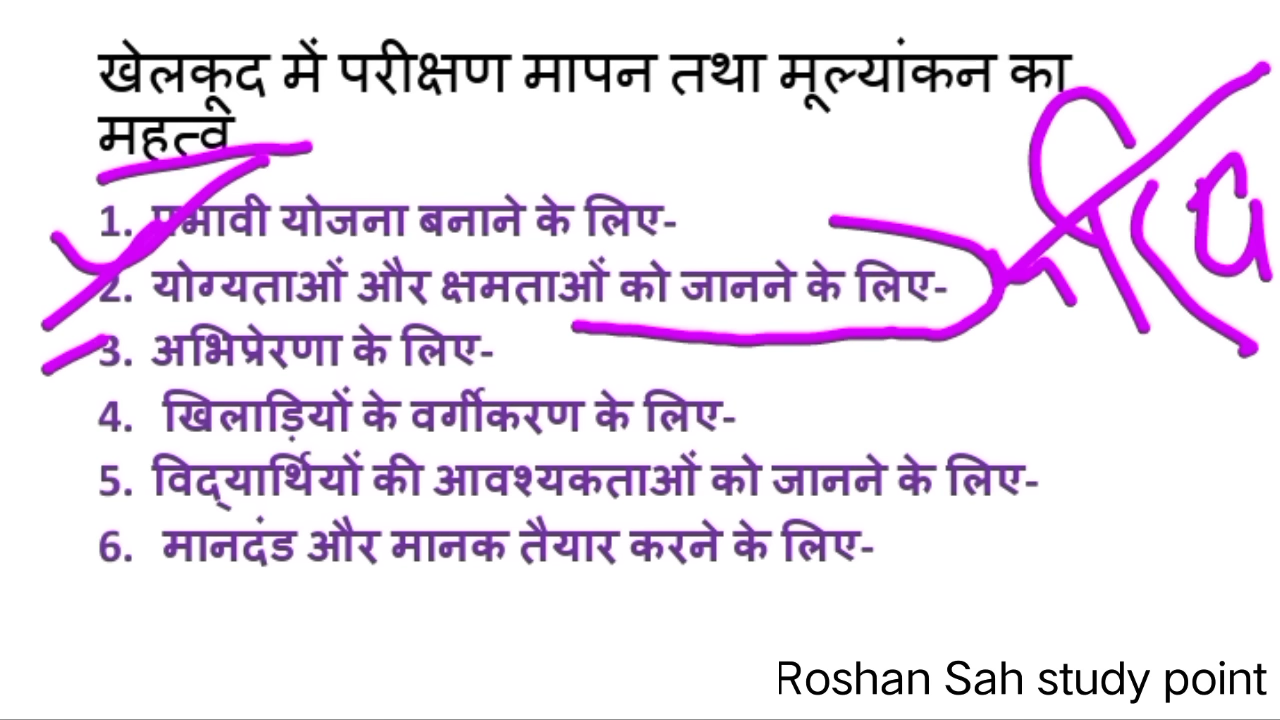 खेलकूद में परीक्षण मापन तथा मूल्यांकन का
महत्व
1. प्रभावी योजना बनाने के लिए-
2. योग्यताओं और क्षमताओं को जानने के लिए-
3. अभिप्रेरणा के लिए-
4. खिलाड़ियों के वर्गीकरण के लिए-
5. विद्यार्थियों की आवश्यकताओं को जानने के लिए-
6. मानदंड और मानक तैयार करने के लिए-
Roshan Sah study point